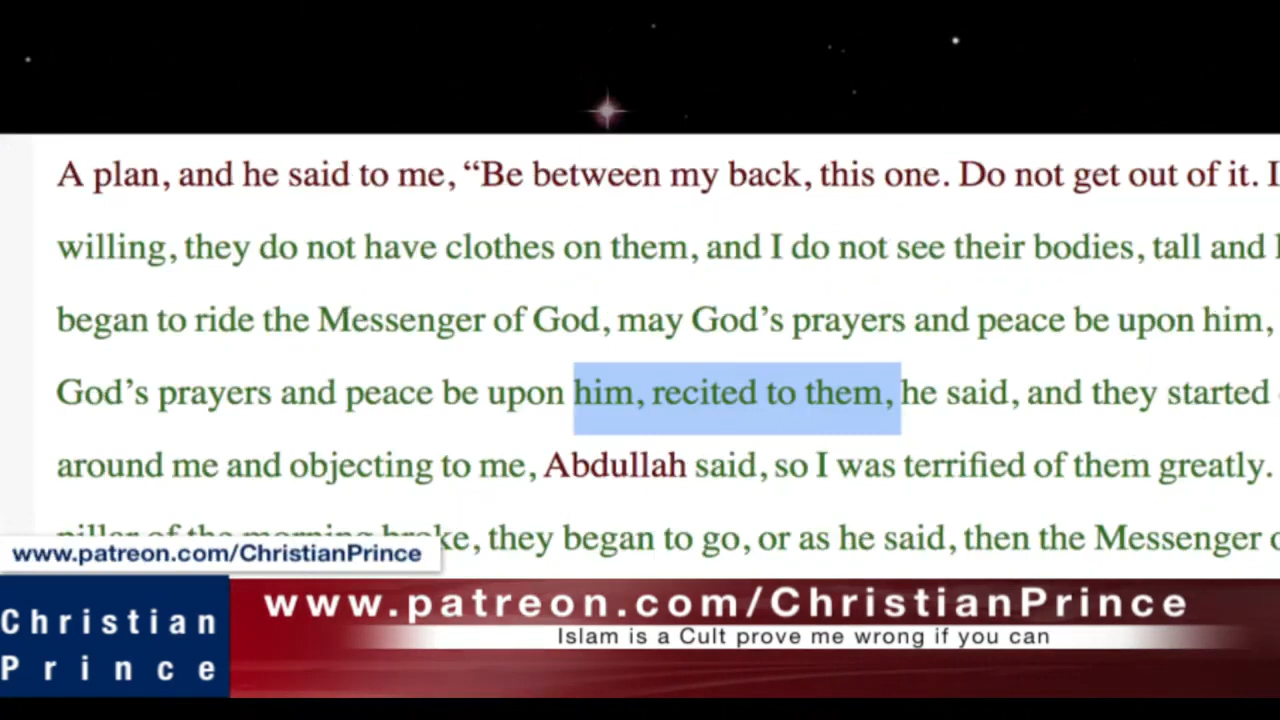 A plan, and he said to me, “Be between my back, this one. Do not get out of it. I
willing, they do not have clothes on them, and I do not see their bodies, tall and
began to ride the Messenger of God, may God’s prayers and peace be upon him,
God’s prayers and peace be upon him, recited to them, he said, and they started
around me and objecting to me, Abdullah said, so I was terrified of them greatly.
pillar of the morning broke, they began to go, or as he said, then the Messenger
www.patreon.com/ChristianPrince
www.patreon.com/ChristianPrince
Islam is a Cult prove me wrong if you can
Christian
Prince